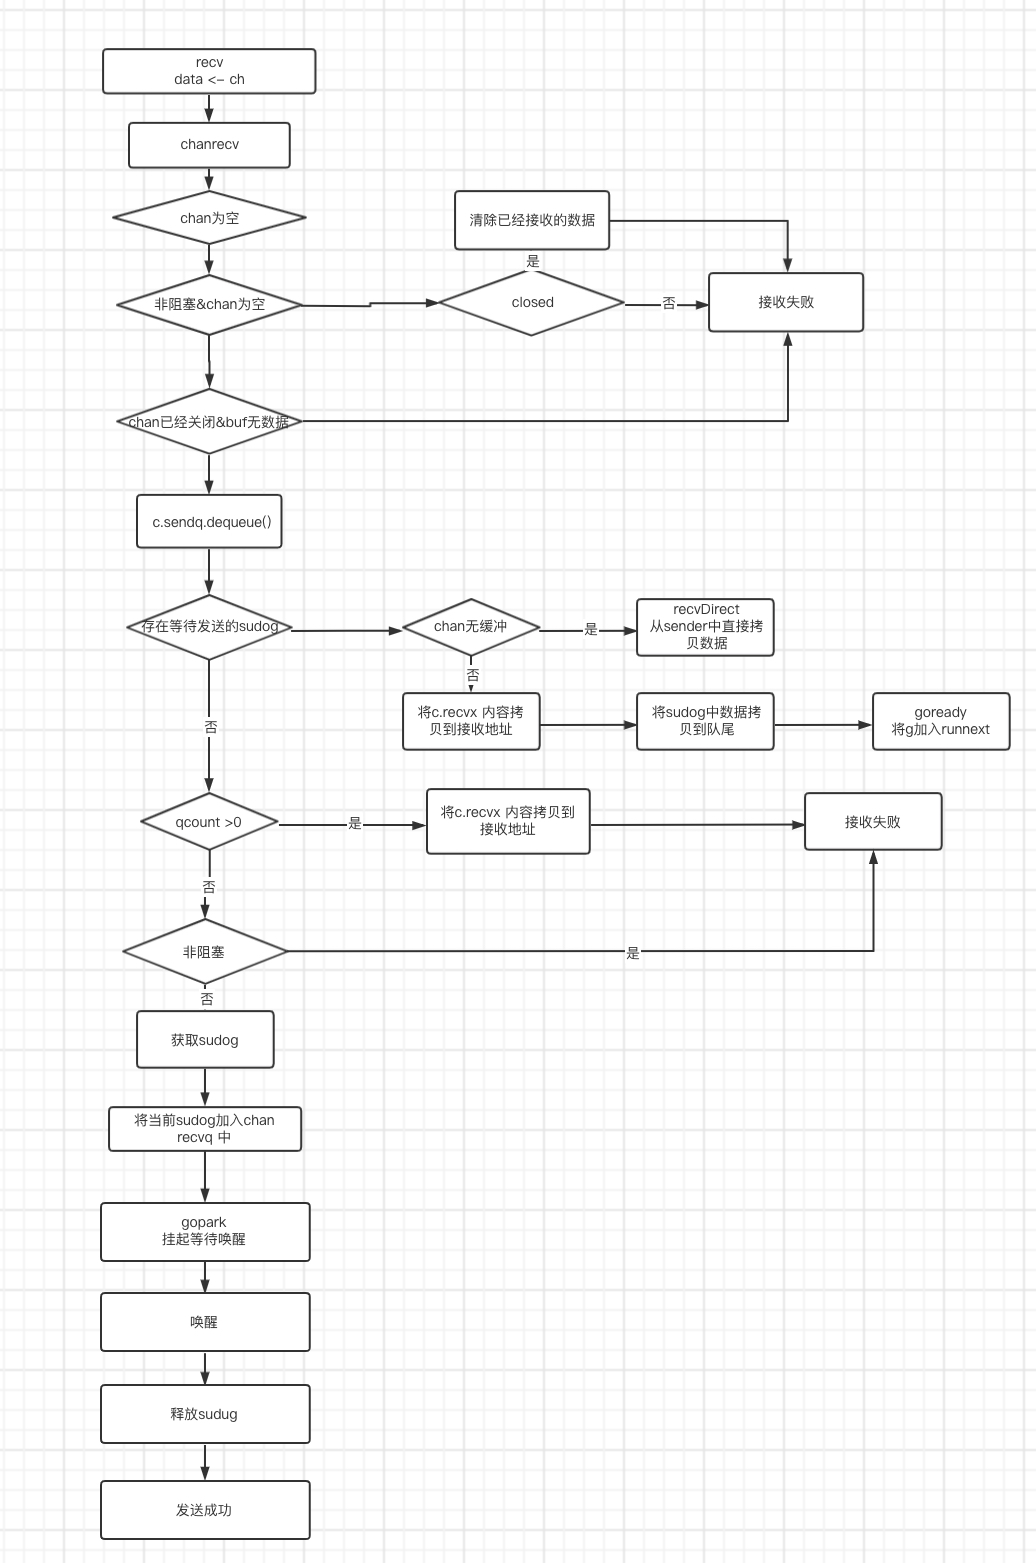 recv
data <- ch
chanrecv
chan为空
清除已经接收的数据
是
非阻塞&chan为空
closed
否
接收失败
chan已经关闭&buf无数据
c.sendq.dequeue()
存在等待发送的sudog
chan无缓冲
是
recvDirect
从sender中直接拷
贝数据
否
将c.recvx 内容拷
贝到接收地址
将sudog中数据拷
贝到队尾
goready
将g加入runnext
否
qcount >0
是
将c.recvx 内容拷贝到
接收地址
接收失败
否
非阻塞
是
否
获取sudog
将当前sudog加入chan
recvq 中
gopark
挂起等待唤醒
唤醒
释放sudug
发送成功